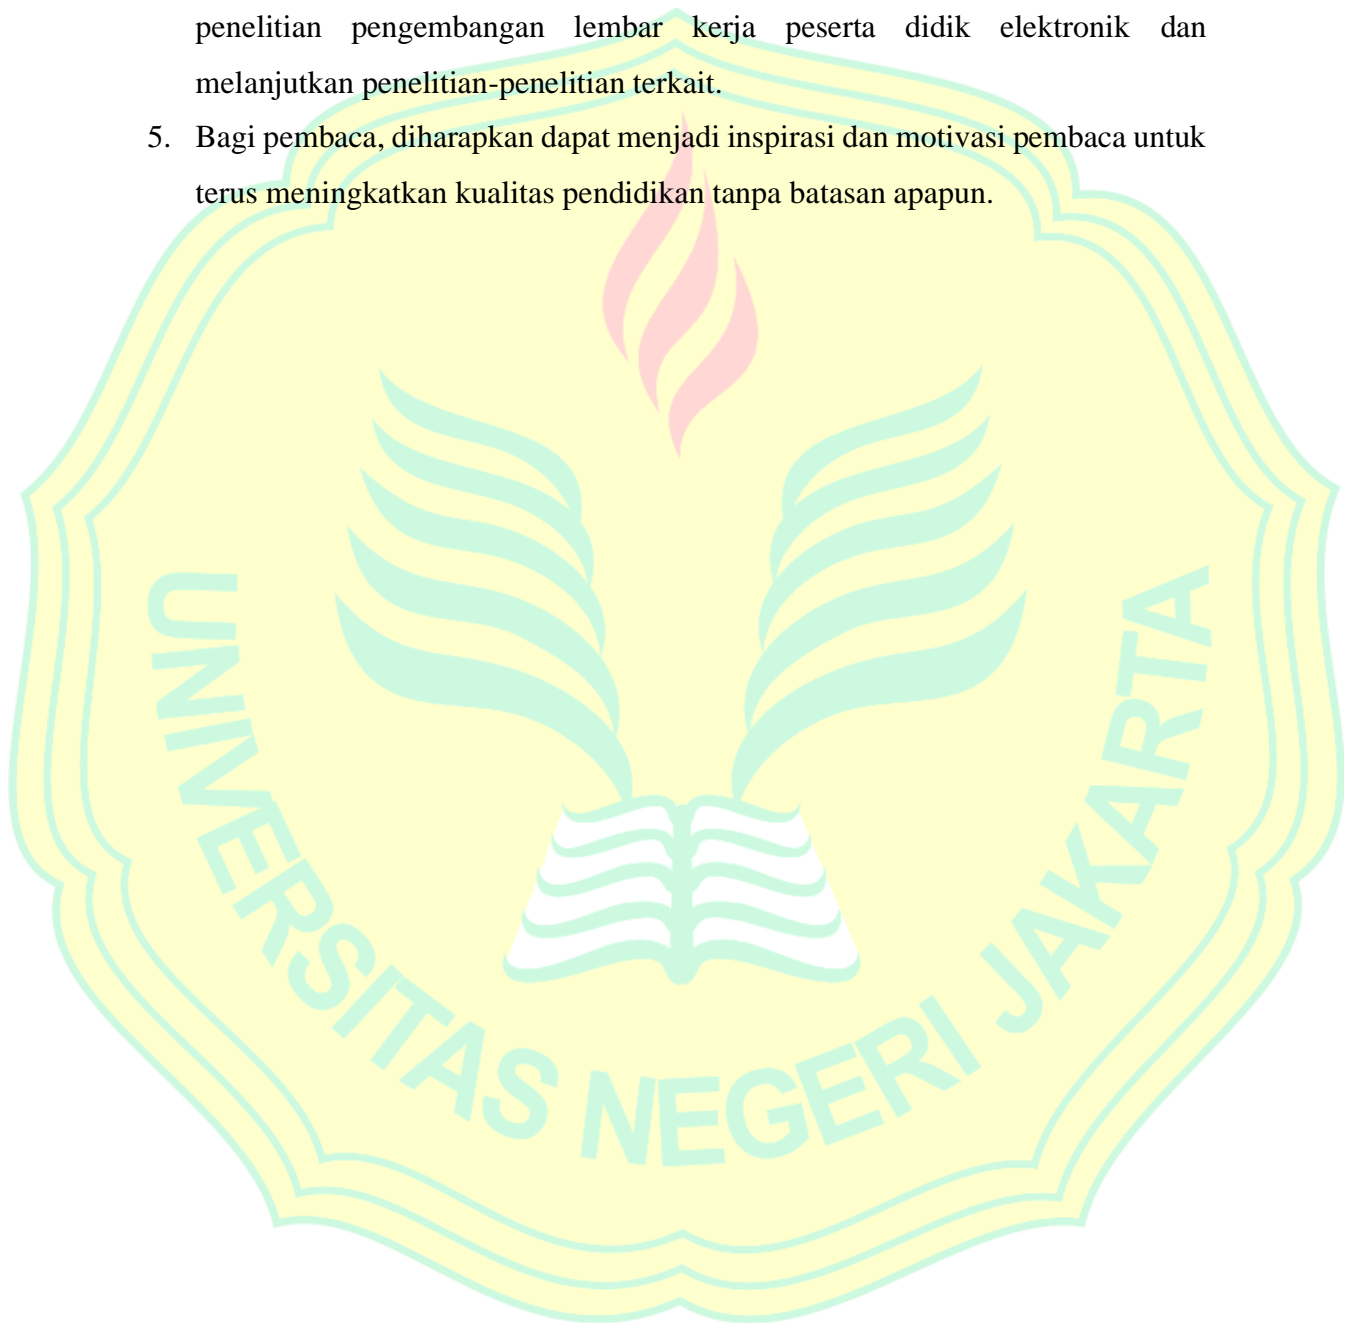 penelitian pengembangan lembar kerja peserta didik elektronik dan
melanjutkan penelitian-penelitian terkait.
5. Bagi pembaca, diharapkan dapat menjadi inspirasi dan motivasi pembaca untuk
terus meningkatkan kualitas pendidikan tanpa batasan apapun.
UNIVERSITAS NEGERI JAKARTA